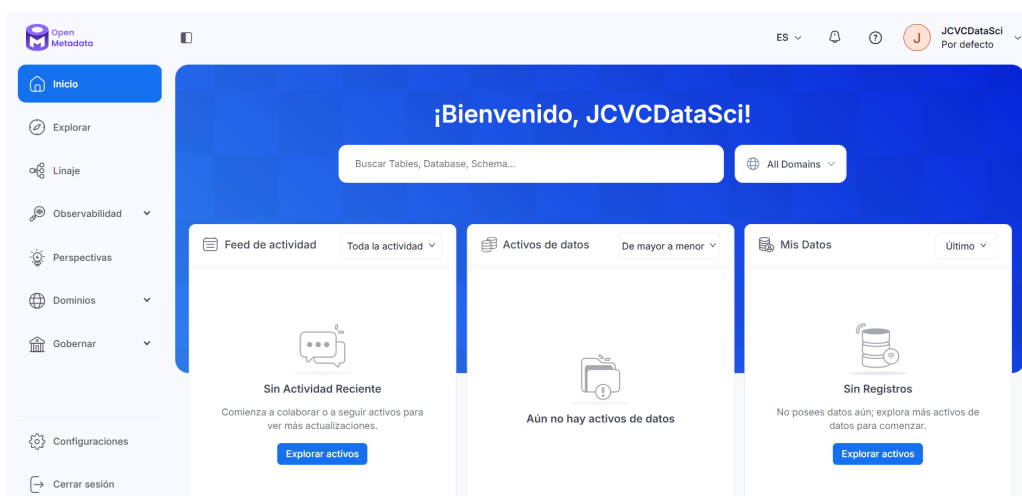 Open
Metadata
ES
J
JCVCDataSci
Por defecto
Inicio
Explorar
Linaje
Observabilidad
Perspectivas
Dominios
Gobernar
Configuraciones
Cerrar sesión
¡Bienvenido, JCVCDataSci!
Buscar Tables, Database, Schema...
All Domains
Feed de actividad
Toda la actividad
Sin Actividad Reciente
Comienza a colaborar o a seguir activos para
ver más actualizaciones.
Explorar activos
Activos de datos
De mayor a menor
Aún no hay activos de datos
Mis Datos
Último
Sin Registros
No posees datos aún; explora más activos de
datos para comenzar.
Explorar activos